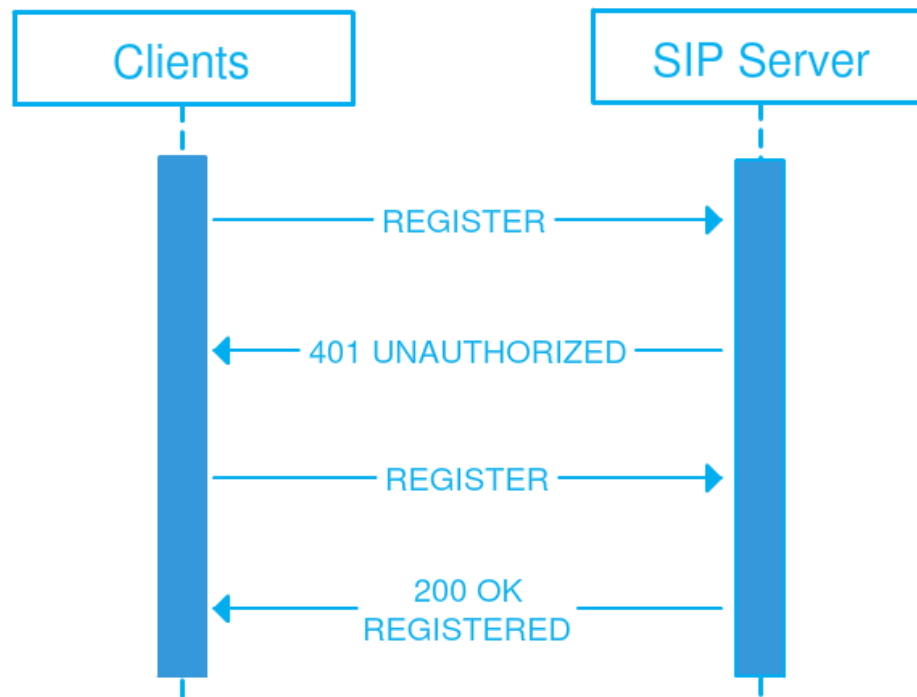 Clients
SIP Server
REGISTER
401 UNAUTHORIZED
REGISTER
200 OK
REGISTERED